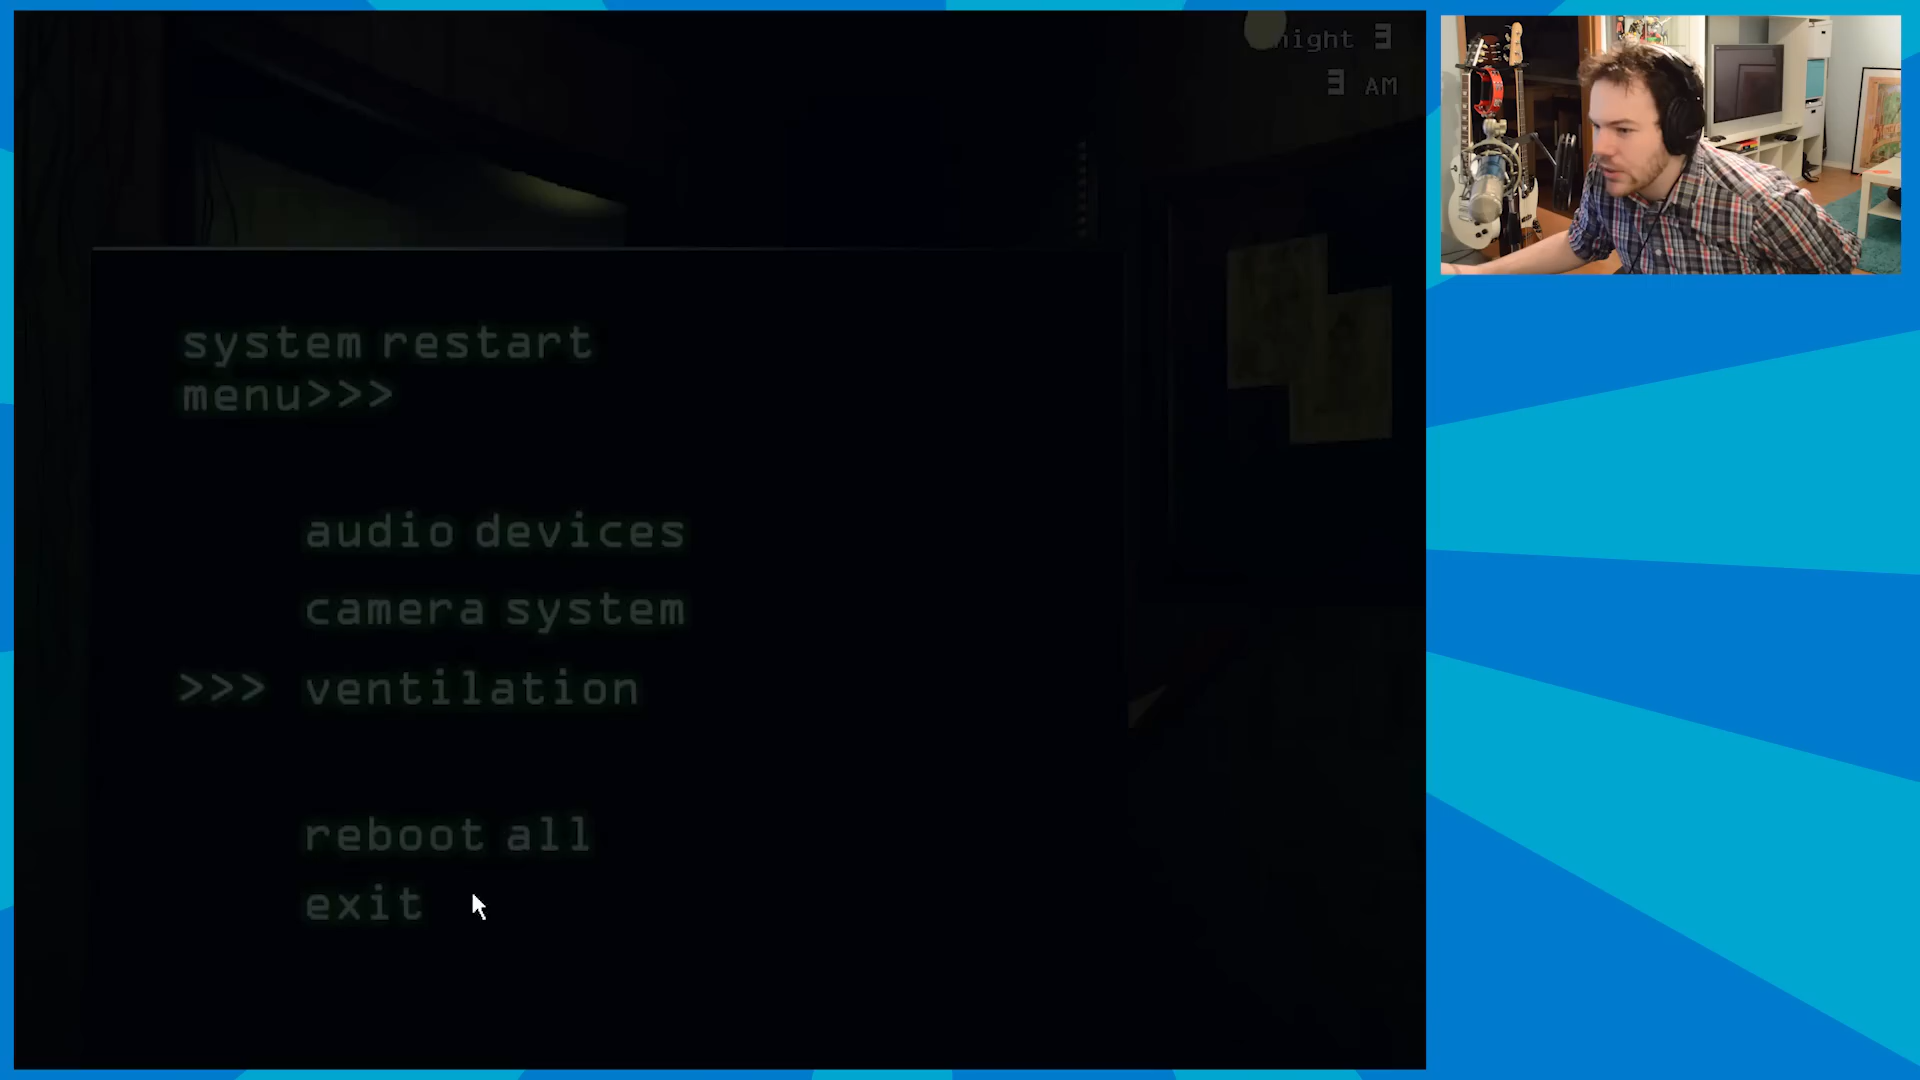 night 3
3 AM
system restart
menu>>>
audio devices
camera system
>>> ventilation
reboot all
exit